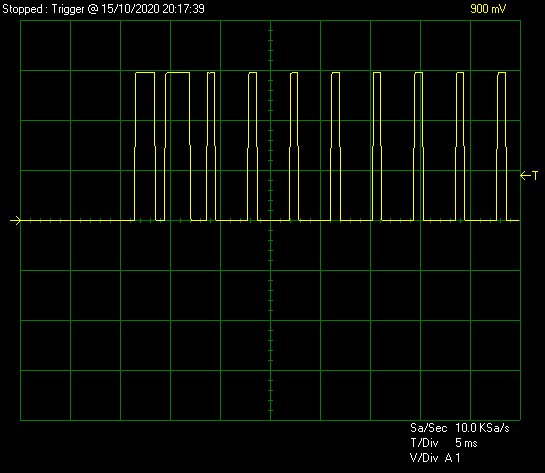 Stopped : Trigger @ 15/10/2020 20:17:39
900 mV
T
Sa/Sec 10.0 KSa/s
T/Div 5 ms
V/Div A 1